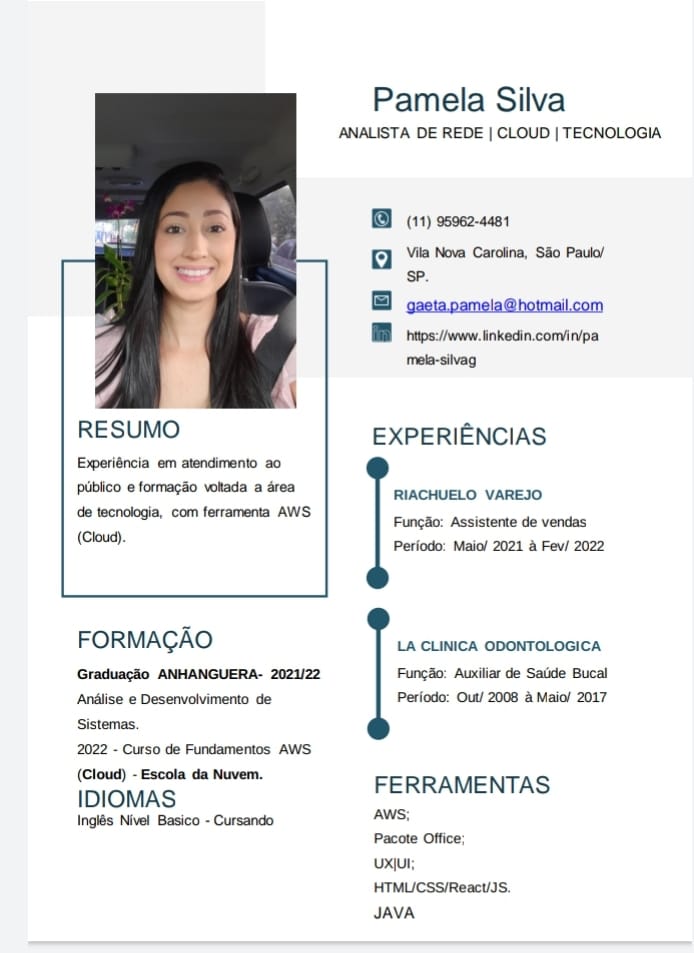 Pamela Silva
ANALISTA DE REDE | CLOUD | TECNOLOGIA
(11) 95962-4481
Vila Nova Carolina, São Paulo/
SP.
gaeta.pamela@hotmail.com
https://www.linkedin.com/in/pa
mela-silvag
RESUMO
Experiência em atendimento ao
público e formação voltada a área
de tecnologia, com ferramenta AWS
(Cloud).
FORMAÇÃO
Graduação ANHANGUERA- 2021/22
Análise e Desenvolvimento de
Sistemas.
2022 - Curso de Fundamentos AWS
(Cloud) - Escola da Nuvem.
IDIOMAS
Inglês Nível Basico - Cursando
EXPERIÊNCIAS
RIACHUELO VAREJO
Função: Assistente de vendas
Período: Maio/ 2021 à Fev/ 2022
LA CLINICA ODONTOLOGICA
Função: Auxiliar de Saúde Bucal
Período: Out/ 2008 à Maio/ 2017
FERRAMENTAS
AWS;
Pacote Office;
UX|UI;
HTML/CSS/React/JS.
JAVA